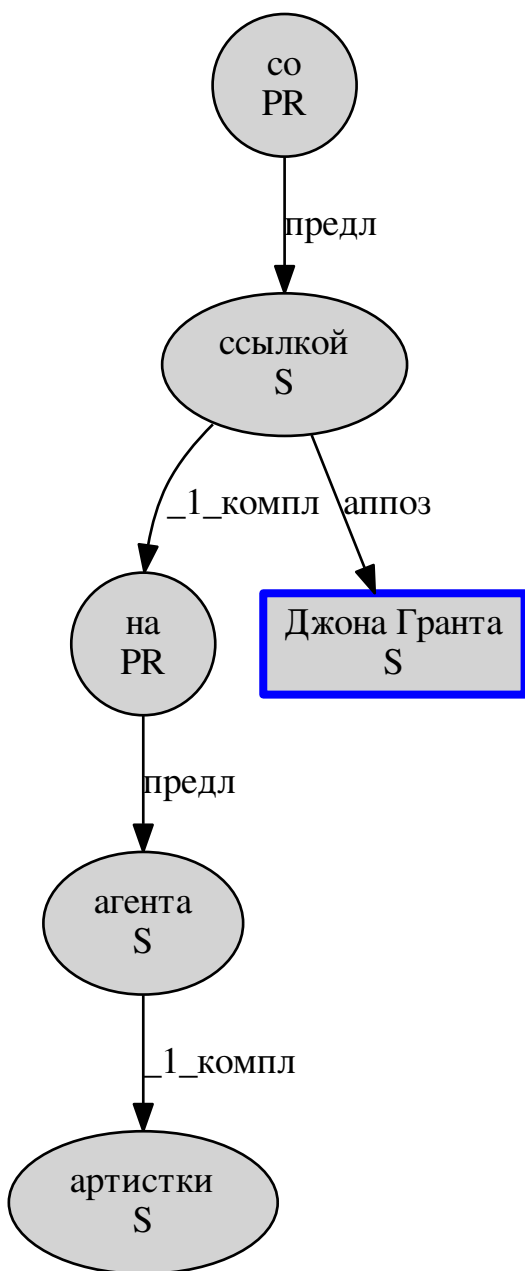 со
PR
предл
ссылкой
S
_1_компл
аппоз
на
PR
Джона Гранта
S
предл
агента
S
_1_компл
артистки
S